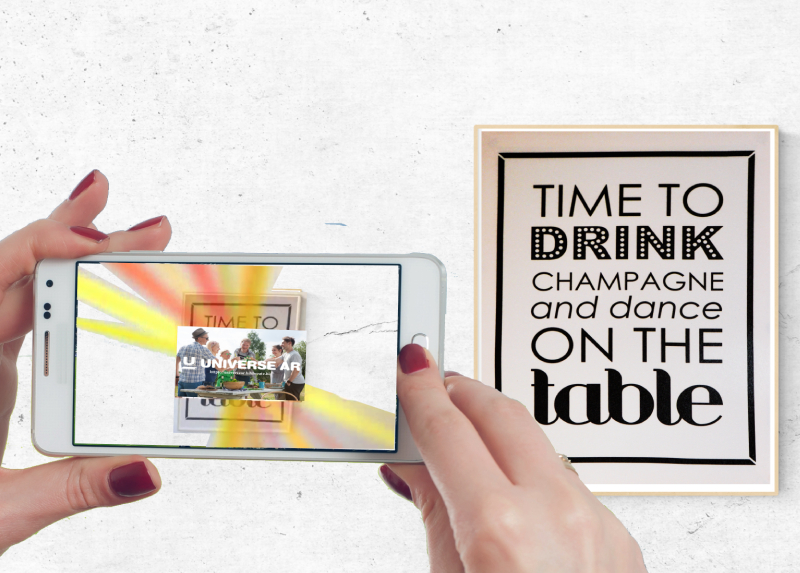 TIME TO
DRINK
CHAMPAGNE
and dance
ON THE
table
TIME TO
U UNIVERSE AR